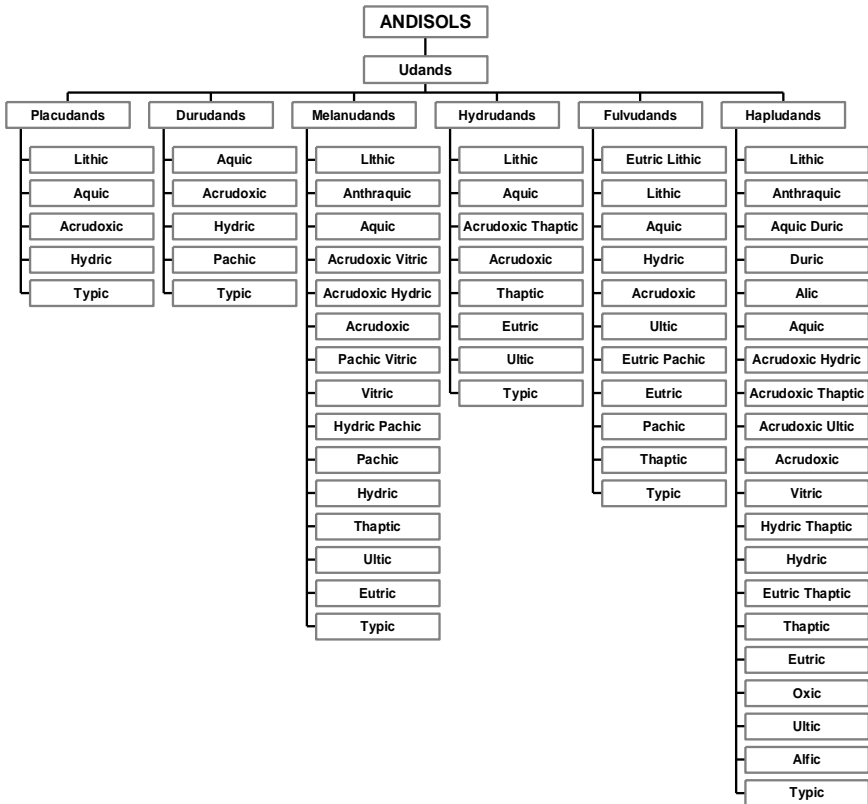 ANDISOLS
Udands
Placudands
Lithic
Aquic
Acrudoxic
Hydric
Typic
Durudands
Aquic
Acrudoxic
Hydric
Pachic
Typic
Melanudands
LIthic
Anthraquic
Aquic
Acrudoxic Vitric
Acrudoxic Hydric
Acrudoxic
Pachic Vitric
Vitric
Hydric Pachic
Pachic
Hydric
Thaptic
Ultic
Eutric
Typic
Hydrudands
Lithic
Aquic
Acrudoxic Thaptic
Acrudoxic
Thaptic
Eutric
Ultic
Typic
Fulvudands
Eutric Lithic
Lithic
Aquic
Hydric
Acrudoxic
Ultic
Eutric Pachic
Eutric
Pachic
Thaptic
Typic
Hapludands
Lithic
Anthraquic
Aquic Duric
Duric
Alic
Aquic
Acrudoxic Hydric
Acrudoxic Thaptic
Acrudoxic Ultic
Acrudoxic
Vitric
Hydric Thaptic
Hydric
Eutric Thaptic
Thaptic
Eutric
Oxic
Ultic
Alfic
Typic